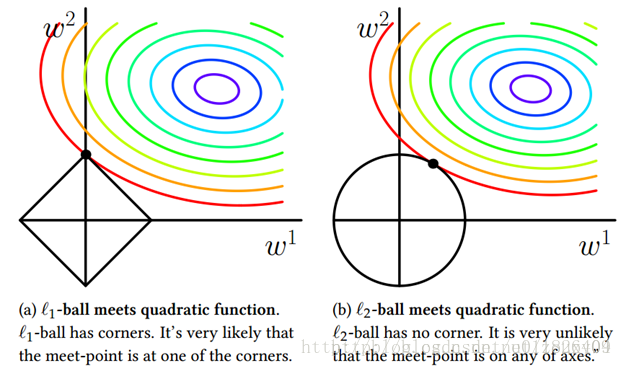 w²
w¹
(a) ℓ₁-ball meets quadratic function.
ℓ₁-ball has corners. It's very likely that
the meet-point is at one of the corners.
w²
w¹
(b) ℓ₂-ball meets quadratic function.
ℓ₂-ball has no corner. It is very unlikely
that the meet-point is on any of axes."